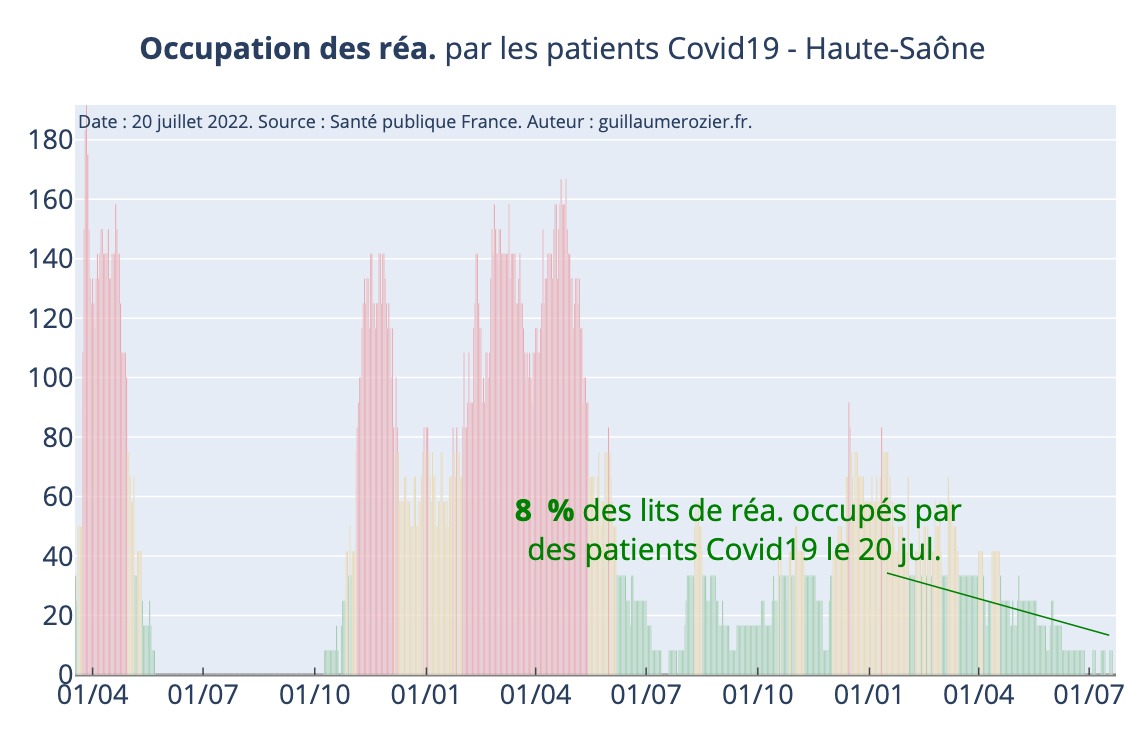 Occupation des réa. par les patients Covid19 - Haute-Saône
Date : 20 juillet 2022. Source : Santé publique France. Auteur : guillaumerozier.fr.
180
160
140
120
100
80
60
40
20
0
8 % des lits de réa. occupés par
des patients Covid19 le 20 jul.
01/04 01/07 01/10 01/01 01/04 01/07 01/10 01/01 01/04 01/07